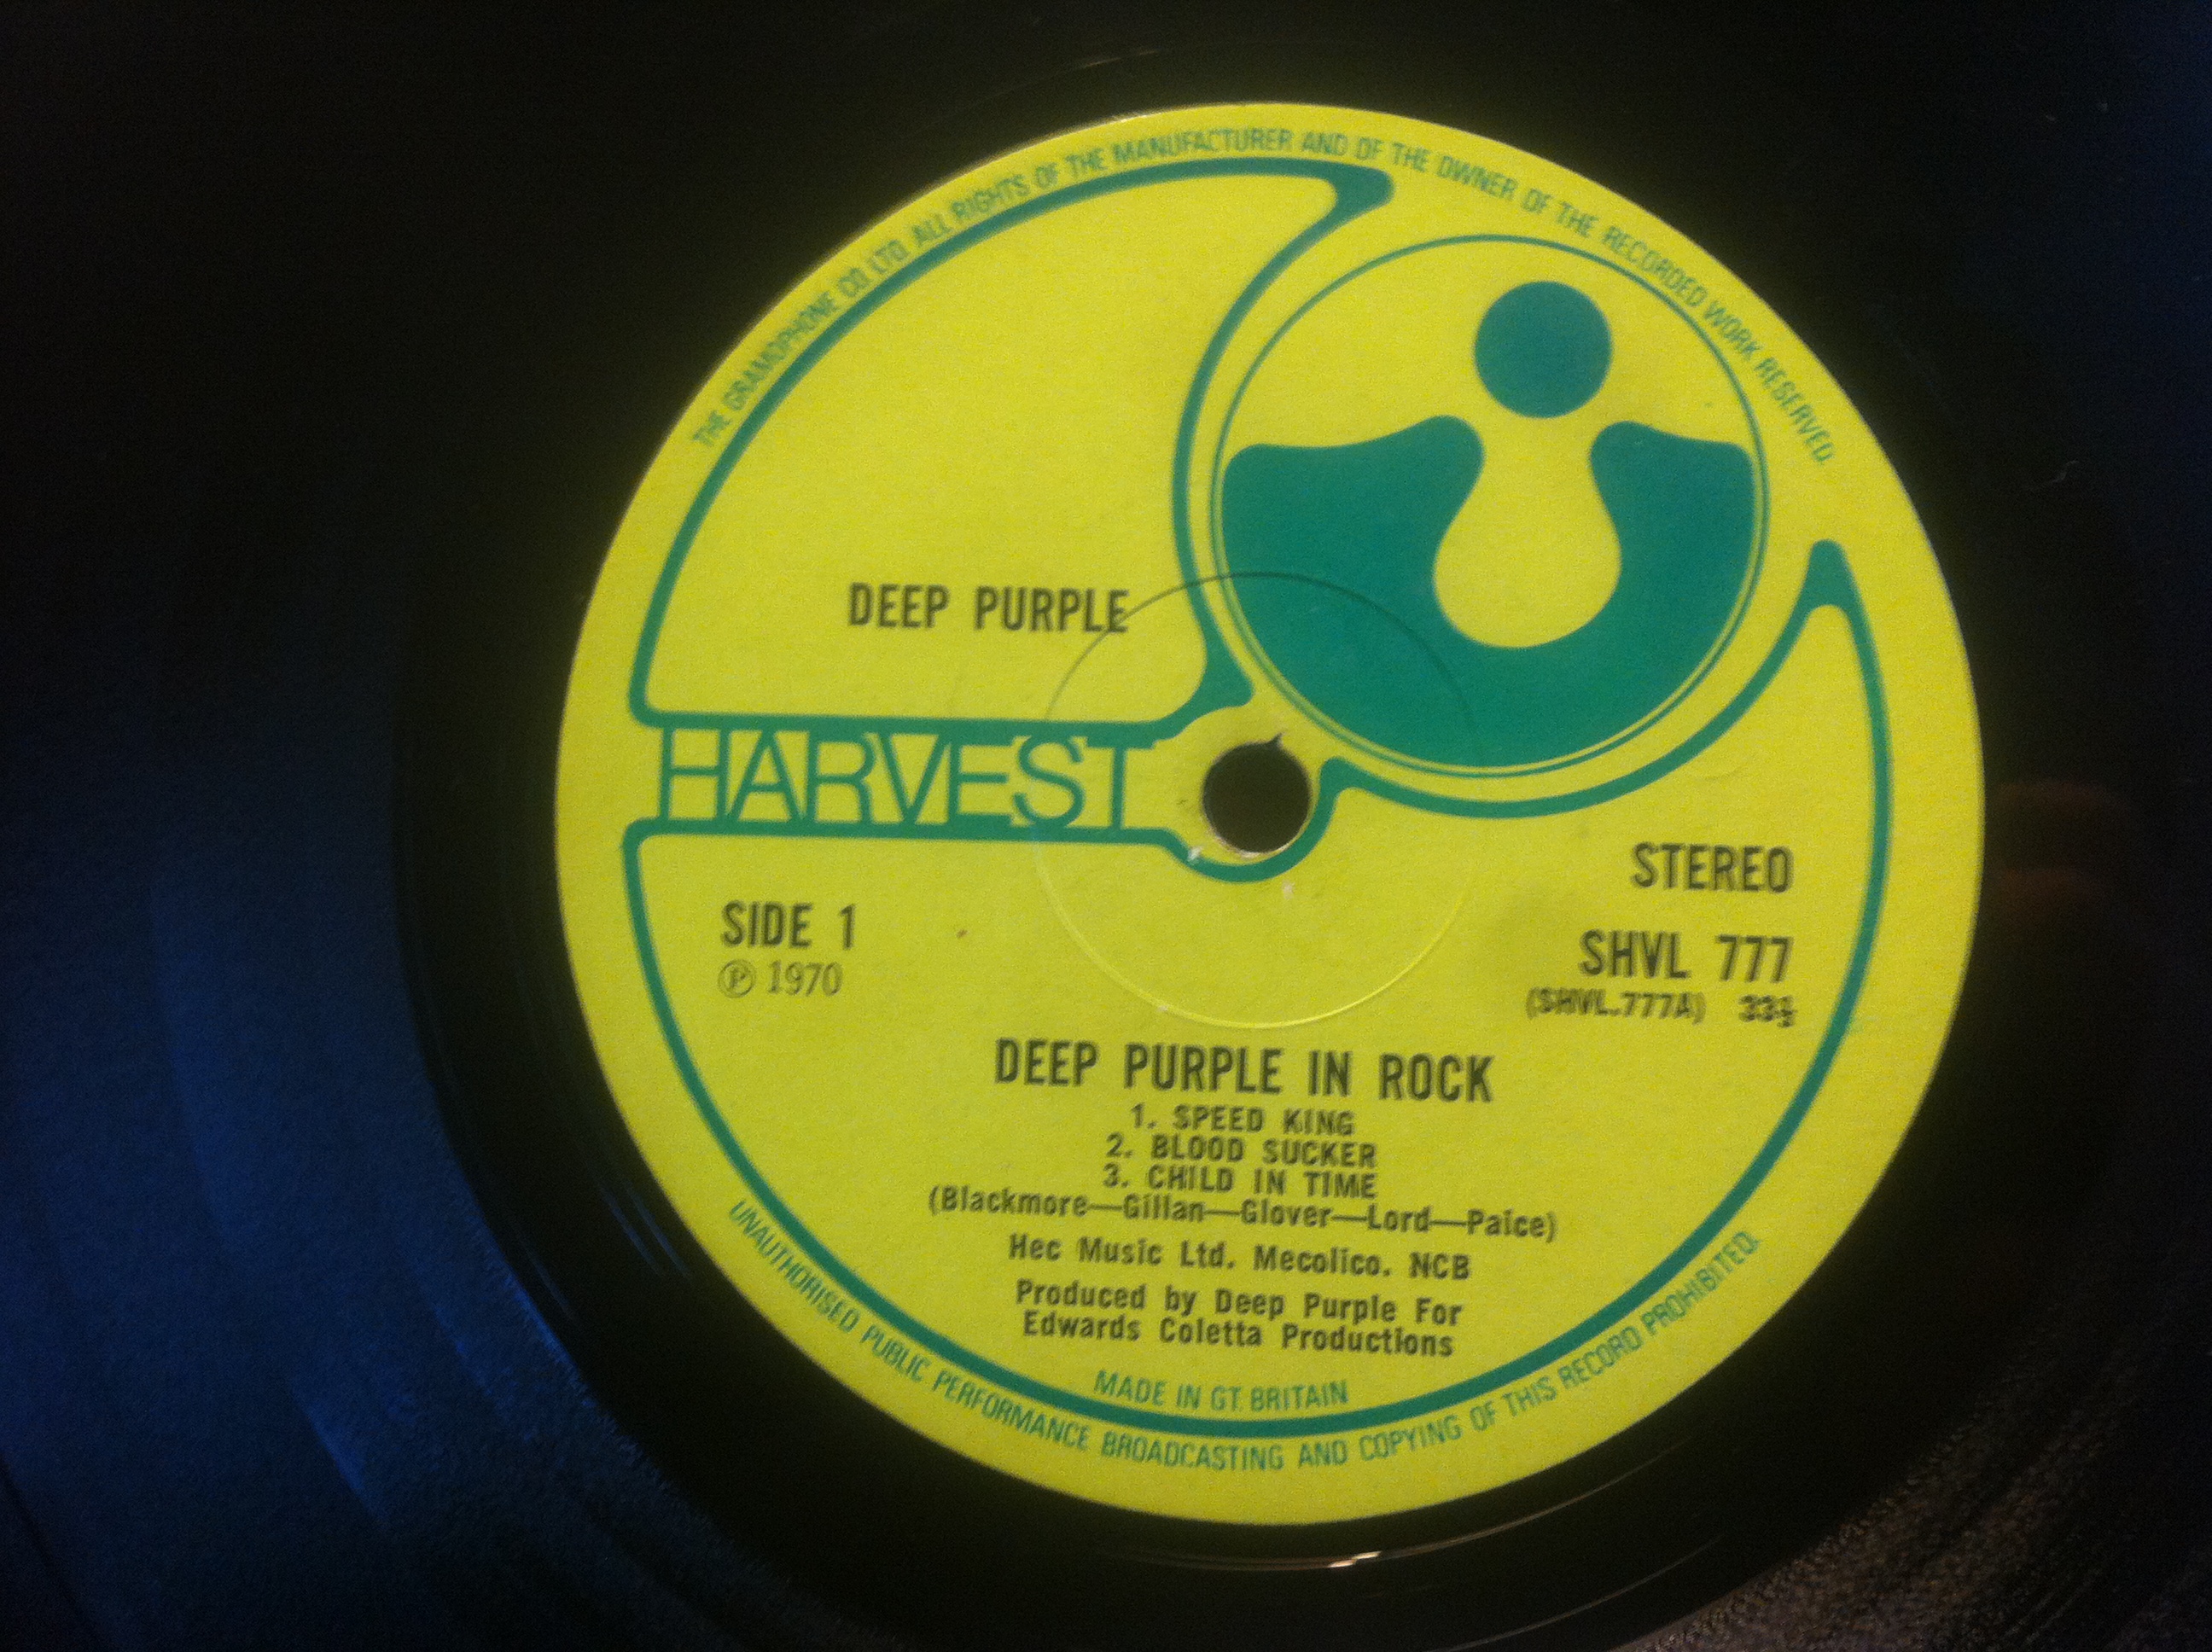 THE GRAMOPHONE CO LTD. ALL RIGHTS OF THE MANUFACTURER AND OF THE OWNER OF THE RECORDED WORK RESERVED.
DEEP PURPLE
HARVEST
STEREO
SIDE 1
SHVL 777
℗ 1970
(SHVL.777A) 33⅓
DEEP PURPLE IN ROCK
1. SPEED KING
2. BLOOD SUCKER
3. CHILD IN TIME
(Blackmore—Gillan—Glover—Lord—Paice)
Hec Music Ltd. Mecolico. NCB
Produced by Deep Purple For
Edwards Coletta Productions
MADE IN GT. BRITAIN
UNAUTHORISED PUBLIC PERFORMANCE BROADCASTING AND COPYING OF THIS RECORD PROHIBITED.